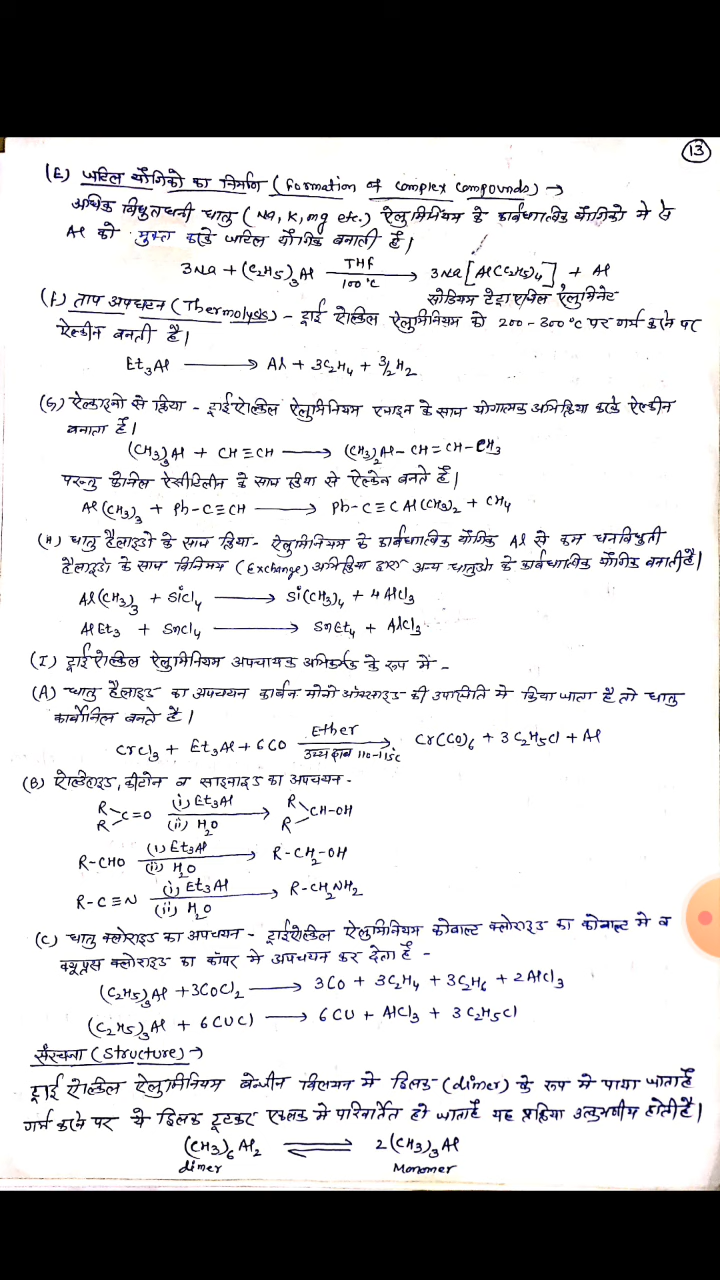 13
(E) जटिल यौगिको का निर्माण (Formation of complex compounds) →
अधिक विद्युतधनी धातु (Na, K, mg etc.) ऐलुमिनियम के कार्बधात्विक यौगिको मे से
Al को मुक्त करके जटिल यौगिक बनाती है।
3Na + (C2H5)3Al THF/100°C → 3Na[Al(C2H5)4] + Al
सोडियम टेट्राएथिल ऐलुमिनेट
(F) ताप अपघटन (Thermolysis) - ट्राई ऐल्किल ऐलुमिनियम को 200-300°C पर गर्म करने पर
ऐल्कीन बनती है।
Et3Al → Al + 3C2H4 + 3/2H2
(G) ऐल्काइनो से क्रिया - ट्राईऐल्किल ऐलुमिनियम एथाइन के साथ योगात्मक अभिक्रिया करके ऐल्कीन
बनाता है।
(CH3)3Al + CH≡CH → (CH3)2Al-CH=CH-CH3
परन्तु फेनिल ऐसीटिलीन के साथ क्रिया से ऐल्केन बनते है।
Al(CH3)3 + Ph-C≡CH → Ph-C≡CAl(CH3)2 + CH4
(H) धातु हैलाइडो के साथ क्रिया - ऐलुमिनियम के कार्बधात्विक यौगिक Al से कम धनविद्युती
हैलाइडो के साथ विनिमय (Exchange) अभिक्रिया द्वारा अन्य धातुओ के कार्बधात्विक यौगिक बनाती है।
Al(CH3)3 + SiCl4 → Si(CH3)4 + 4AlCl3
AlEt3 + SnCl4 → SnEt4 + AlCl3
(I) ट्राईऐल्किल ऐलुमिनियम अपचायक अभिकर्मक के रूप में -
(A) धातु हैलाइड का अपचयन कार्बन मोनो ऑक्साइड की उपस्थिति मे किया जाता है तो धातु
कार्बोनिल बनते है।
CrCl3 + Et3Al + 6CO Ether/उच्च दाब 110-115c → Cr(CO)6 + 3C2H5Cl + Al
(B) ऐल्डिहाइड, कीटोन व साइनाइड का अपचयन -
R R C=O (i) Et3Al (ii) H2O → R R CH-OH
R-CHO (i) Et3Al (ii) H2O → R-CH2-OH
R-C≡N (i) Et3Al (ii) H2O → R-CH2NH2
(C) धातु क्लोराइड का अपचयन - ट्राईऐल्किल ऐलुमिनियम कोबाल्ट क्लोराइड का कोबाल्ट मे व
क्यूप्रस क्लोराइड का कॉपर मे अपचयन कर देता है -
(C2H5)3Al + 3COCl2 → 3CO + 3C2H4 + 3C2H6 + 2AlCl3
(C2H5)3Al + 6CUCl → 6CU + AlCl3 + 3C2H5Cl
संरचना (Structure) →
ट्राई ऐल्किल ऐलुमिनियम बेन्जीन विलयन मे द्विलक (dimer) के रूप मे पाया जाता है
गर्म करने पर ये द्विलक टूटकर एकलक मे परिवर्तित हो जाता है यह प्रक्रिया उत्क्रमणीय होती है।
(CH3)6Al2 ⇌ 2(CH3)3Al
dimer Monomer